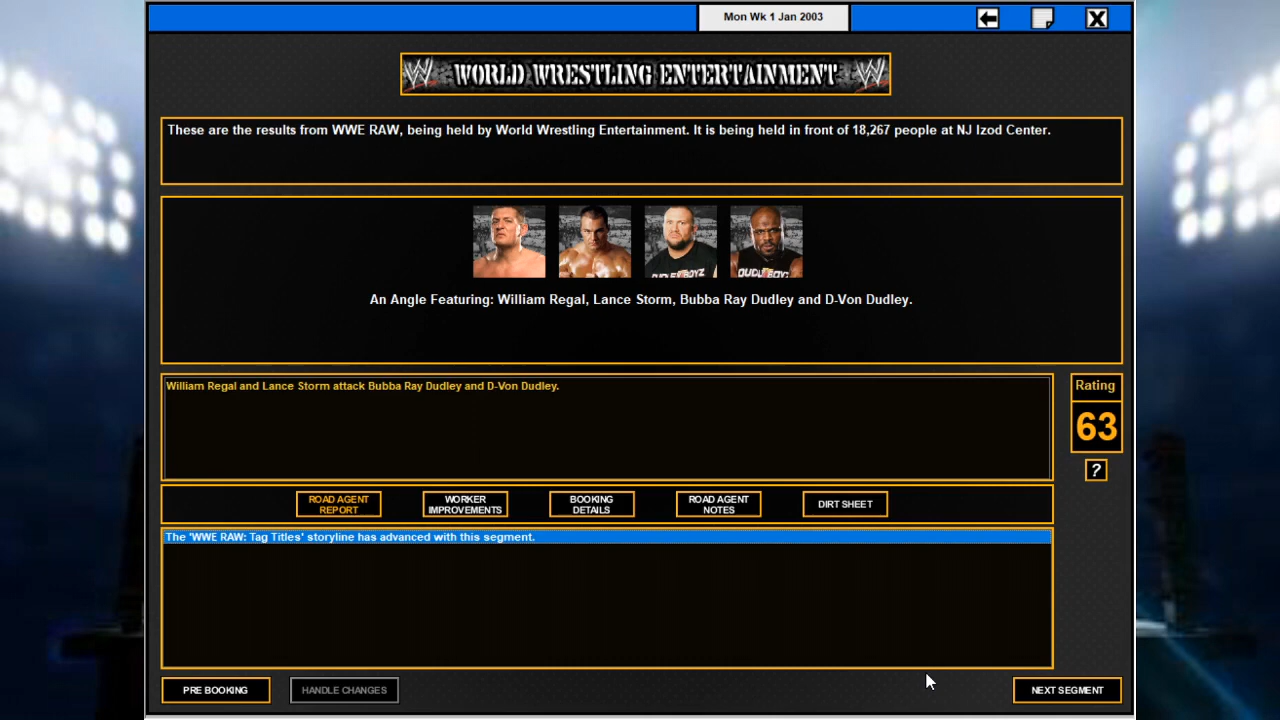 Mon Wk 1 Jan 2003
WORLD WRESTLING ENTERTAINMENT
These are the results from WWE RAW, being held by World Wrestling Entertainment. It is being held in front of 18,267 people at NJ Izod Center.
DUDLEYBOYZ
DUDLEYBOYZ
An Angle Featuring: William Regal, Lance Storm, Bubba Ray Dudley and D-Von Dudley.
William Regal and Lance Storm attack Bubba Ray Dudley and D-Von Dudley.
Rating
63
?
ROAD AGENT
REPORT
WORKER
IMPROVEMENTS
BOOKING
DETAILS
ROAD AGENT
NOTES
DIRT SHEET
The 'WWE RAW: Tag Titles' storyline has advanced with this segment.
PRE BOOKING
HANDLE CHANGES
NEXT SEGMENT